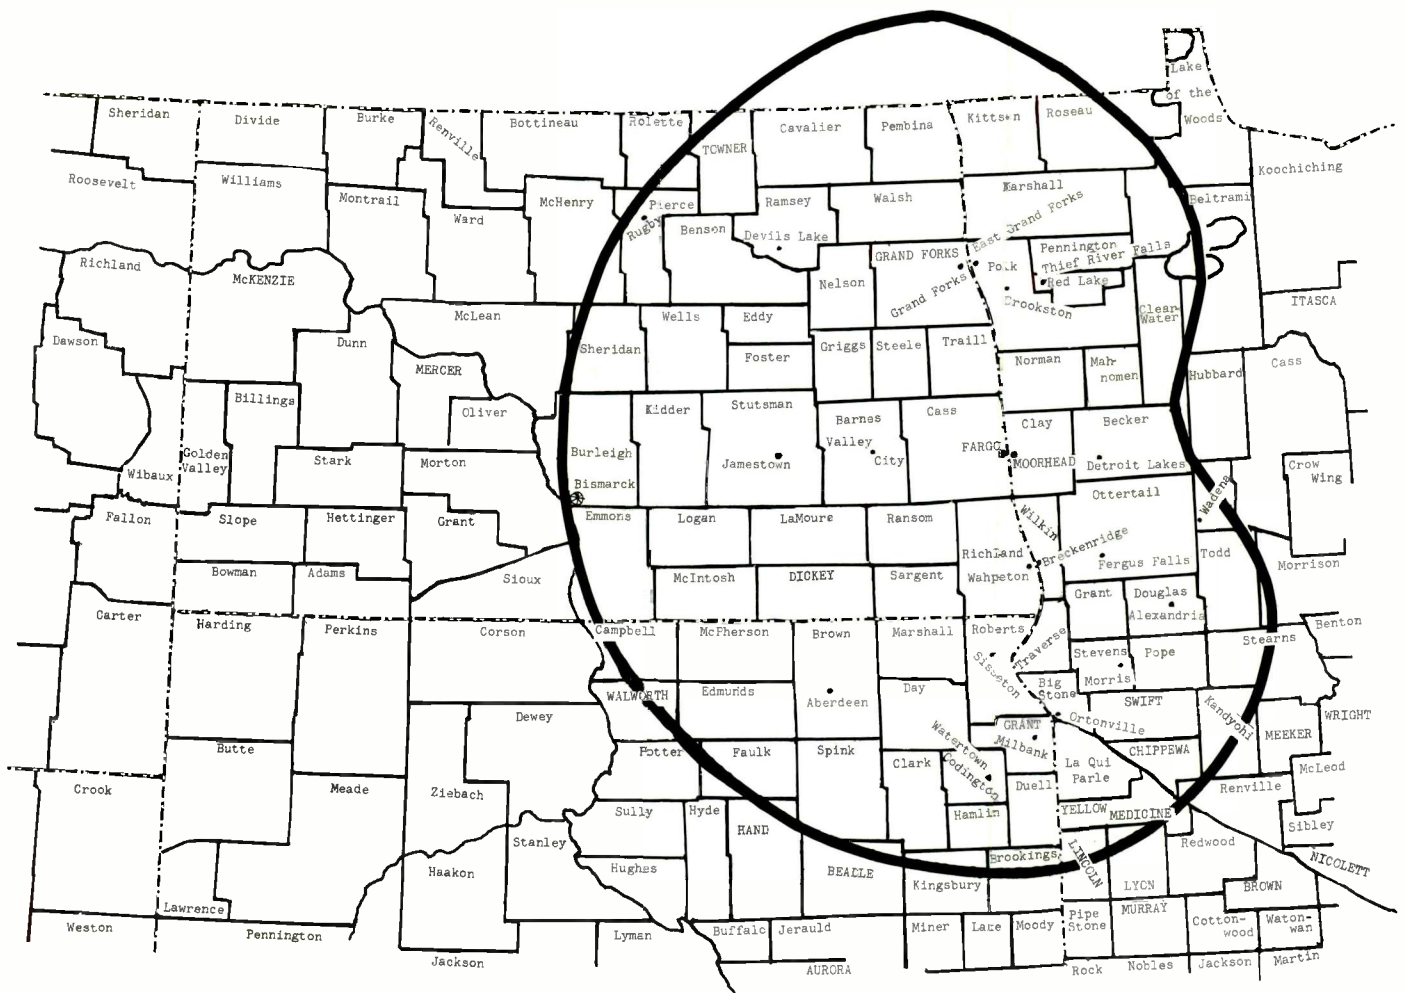 Lake
of the
Woods
Sheridan
Divide
Burke
Renville
Bottineau
Rolette
TOWNER
Cavalier
Pembina
Kittson
Roseau
Koochiching
Roosevelt
Williams
Montrail
Ward
McHenry
Pierce
Rugby
Ramsey
Walsh
Marshall
Beltrami
Benson
Devils Lake
East Grand Forks
Pennington
Thief River Falls
Richland
McKENZIE
Nelson
GRAND FORKS
Grand Forks
Polk
Red Lake
Crookston
Clear-
Water
ITASCA
McLean
Wells
Eddy
Dawson
Dunn
Sheridan
Foster
Griggs
Steele
Traill
Norman
Mah-
nomen
Hubbard
Cass
MERCER
Billings
Oliver
Kidder
Stutsman
Barnes
Cass
Clay
Becker
Golden
Valley
Burleigh
Valley
City
FARGO
MOORHEAD
Detroit Lakes
Wibaux
Stark
Morton
Jamestown
Crow
Wing
Bismarck
Ottertail
Wadena
Fallon
Slope
Hettinger
Grant
Emmons
Logan
LaMoure
Ransom
Wilkin
Richland
Wahpeton
Breckenridge
Fergus Falls
Todd
Morrison
Bowman
Adams
Sioux
McIntosh
DICKEY
Sargent
Grant
Douglas
Alexandria
Carter
Harding
Perkins
Corson
Campbell
McPherson
Brown
Marshall
Roberts
Sisseton
Traverse
Stevens
Pope
Morris
Stearns
Benton
WALWORTH
Edmunds
Aberdeen
Day
Big
Stone
SWIFT
Kandyohi
WRIGHT
Dewey
GRANT
Milbank
Ortonville
MEEKER
Butte
Potter
Faulk
Spink
Clark
Watertown
Codington
CHIPPEWA
La Qui
Parle
McLeod
Crook
Meade
Ziebach
Duell
Renville
Sully
Hyde
HAND
Hamlin
YELLOW MEDICINE
Sibley
Stanley
Hughes
BEADLE
Brookings
LINCOLN
Redwood
NICOLETT
Haakon
Kingsbury
LYON
BROWN
Lawrence
Pipe
Stone
MURRAY
Cotton-
wood
Waton-
wan
Weston
Pennington
Lyman
Buffalo
Jerauld
Miner
Lake
Moody
Jackson
AURORA
Rock
Nobles
Jackson
Martin